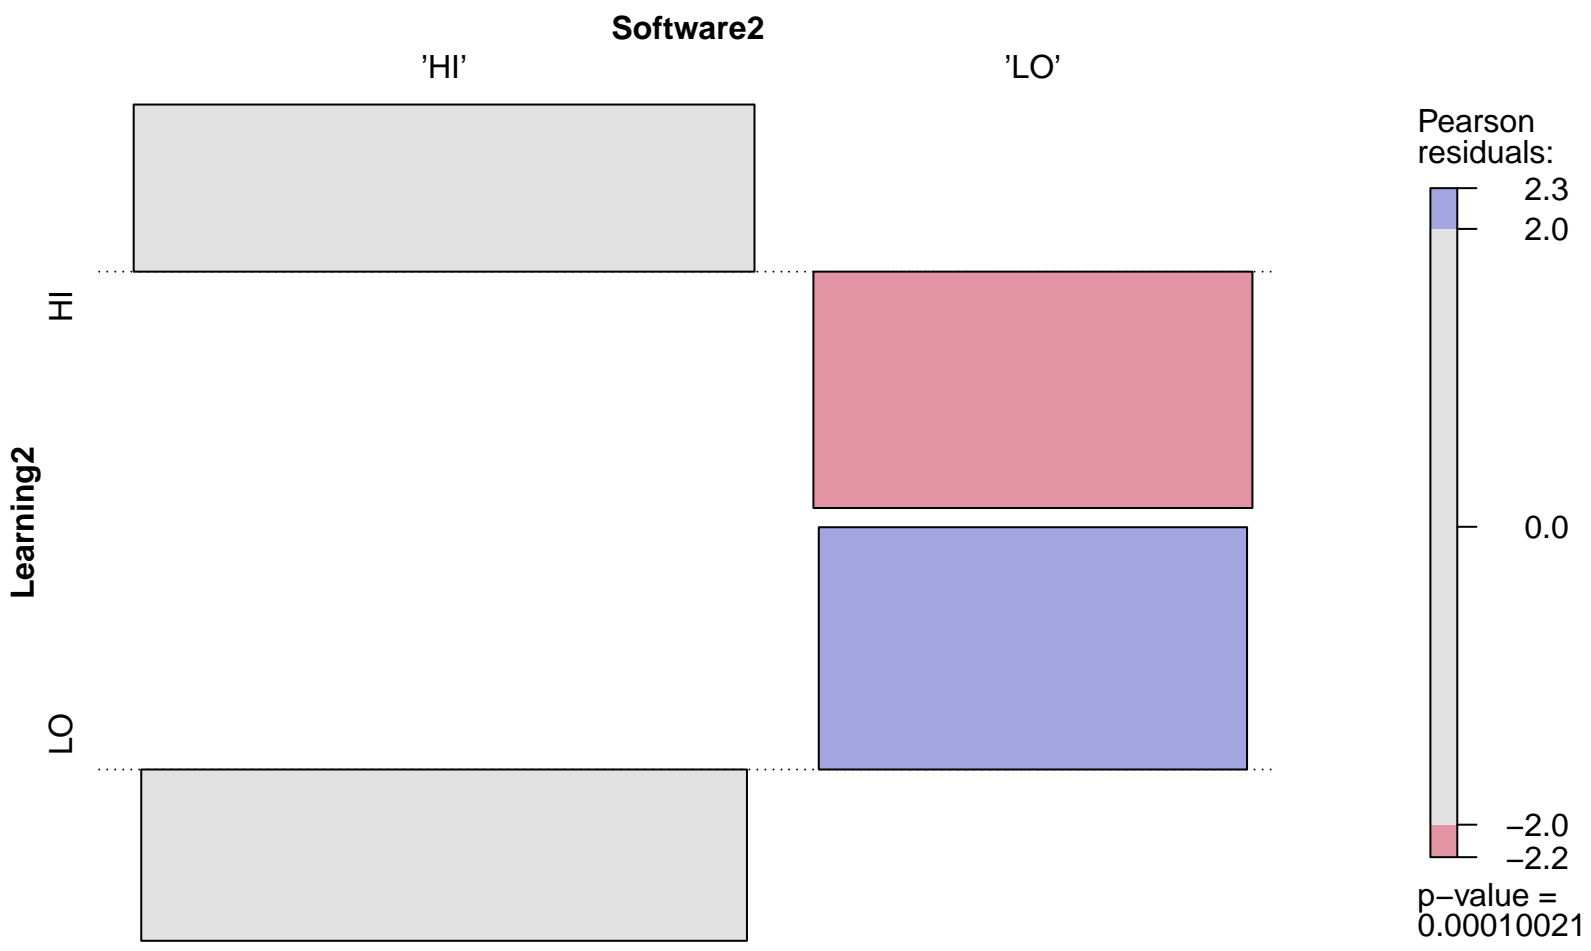 Software2
’HI’ ’LO’
Pearson
residuals:
2.3
2.0
HI
Learning2
0.0
LO
−2.0
−2.2
p−value =
0.00010021